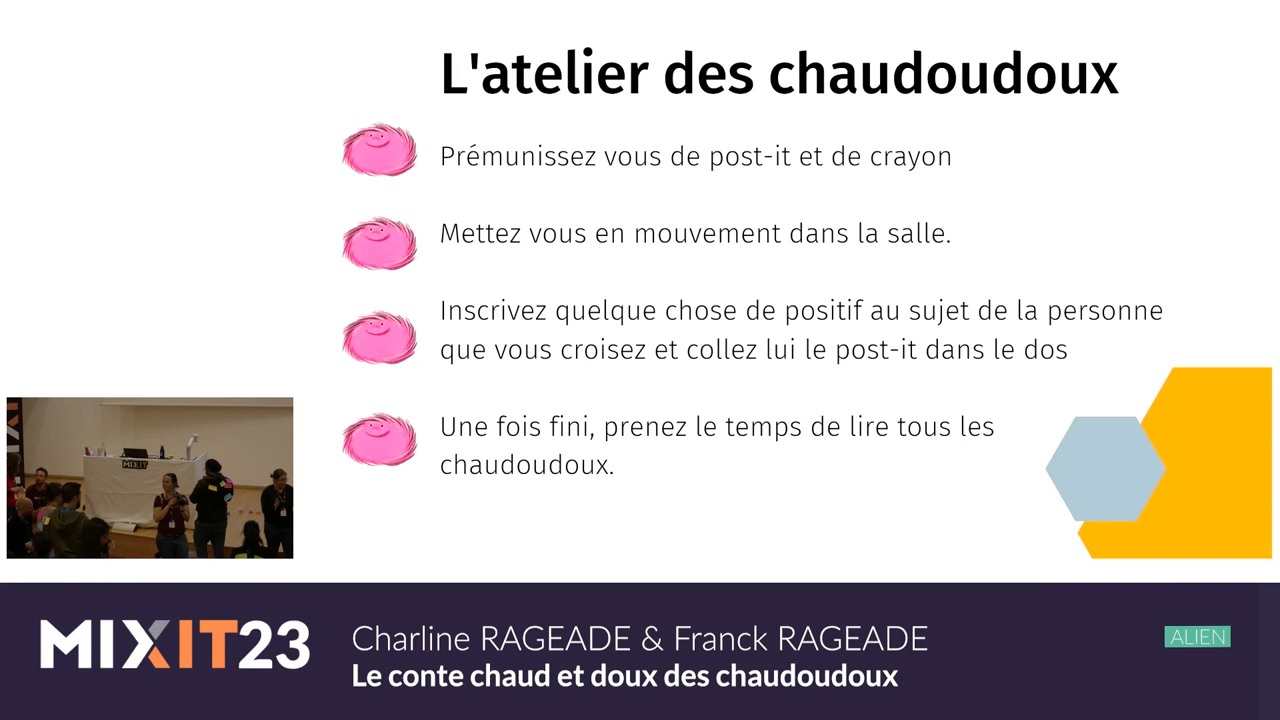 L'atelier des chaudoudoux
Prémunissez vous de post-it et de crayon
Mettez vous en mouvement dans la salle.
Inscrivez quelque chose de positif au sujet de la personne
que vous croisez et collez lui le post-it dans le dos
Une fois fini, prenez le temps de lire tous les
chaudoudoux.
MIXIT
MIXIT23
Charline RAGEADE & Franck RAGEADE
Le conte chaud et doux des chaudoudoux
ALIEN